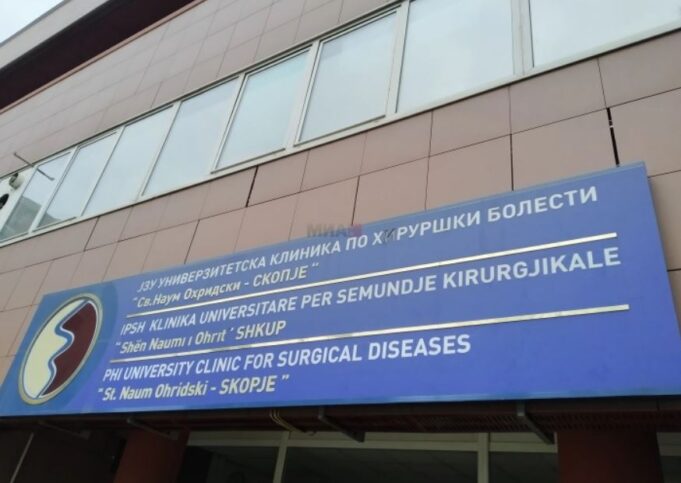 МИА
ЈЗУ УНИВЕРЗИТЕТСКА КЛИНИКА ПО ХИРУРШКИ БОЛЕСТИ
"Св.Наум Охридски - СКОПЈЕ"
IPSH KLINIKA UNIVERSITARE PER SEMUNDJE KIRURGJIKALE
"Shën Naumi i Ohrit' SHKUP
PHI UNIVERSITY CLINIC FOR SURGICAL DISEASES
"St. Naum Ohridski - SKOPJE"